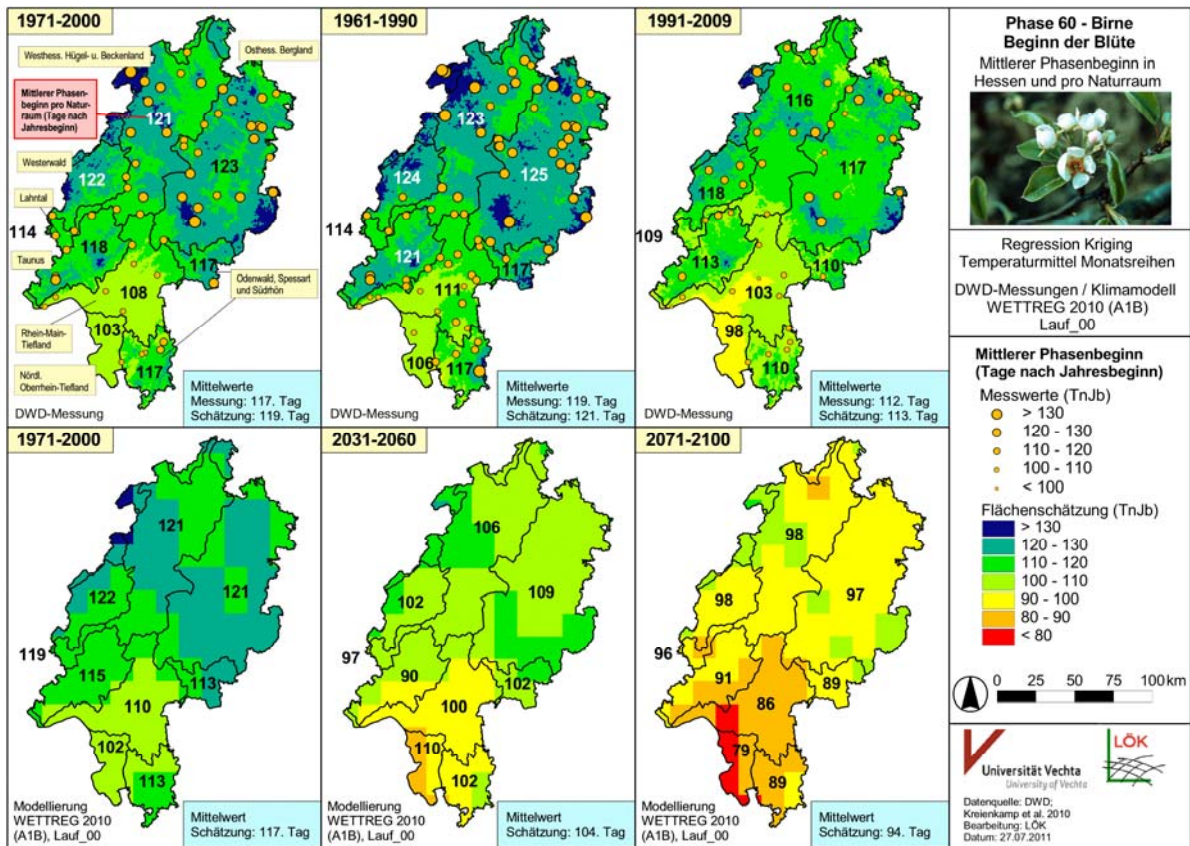 1971-2000
Westhess. Hügel- u. Beckenland
Osthess. Bergland
Mittlerer Phasen-
beginn pro Natur-
raum (Tage nach
Jahresbeginn)
121
123
Westerwald
122
Lahntal
114
118
Taunus
117
Odenwald, Spessart
und Südrhön
108
103
Rhein-Main-
Tiefland
Nördl.
Oberrhein-Tiefland
117
DWD-Messung
Mittelwerte
Messung: 117. Tag
Schätzung: 119. Tag
1961-1990
123
124
125
114
121
117
111
106
117
DWD-Messung
Mittelwerte
Messung: 119. Tag
Schätzung: 121. Tag
1991-2009
116
117
118
109
113
110
103
98
110
Mittelwerte
Messung: 112. Tag
Schätzung: 113. Tag
1971-2000
121
122
121
119
115
113
110
102
113
Modellierung
WETTREG 2010
(A1B), Lauf_00
Mittelwert
Schätzung: 117. Tag
2031-2060
106
102
109
97
90
102
100
110
102
Modellierung
WETTREG 2010
(A1B), Lauf_00
Mittelwert
Schätzung: 104. Tag
2071-2100
98
98
97
96
91
89
86
79
89
Modellierung
WETTREG 2010
(A1B), Lauf_00
Mittelwert
Schätzung: 94. Tag
Phase 60 - Birne
Beginn der Blüte
Mittlerer Phasenbeginn in
Hessen und pro Naturraum
Regression Kriging
Temperaturmittel Monatsreihen
DWD-Messungen / Klimamodell
WETTREG 2010 (A1B)
Lauf_00
Mittlerer Phasenbeginn
(Tage nach Jahresbeginn)
Messwerte (TnJb)
> 130
120 - 130
110 - 120
100 - 110
< 100
Flächenschätzung (TnJb)
> 130
120 - 130
110 - 120
100 - 110
90 - 100
80 - 90
< 80
0 25 50 75 100 km
Universität Vechta
University of Vechta
LÖK
Datenquelle: DWD;
Kreienkamp et al. 2010
Bearbeitung: LÖK
Datum: 27.07.2011